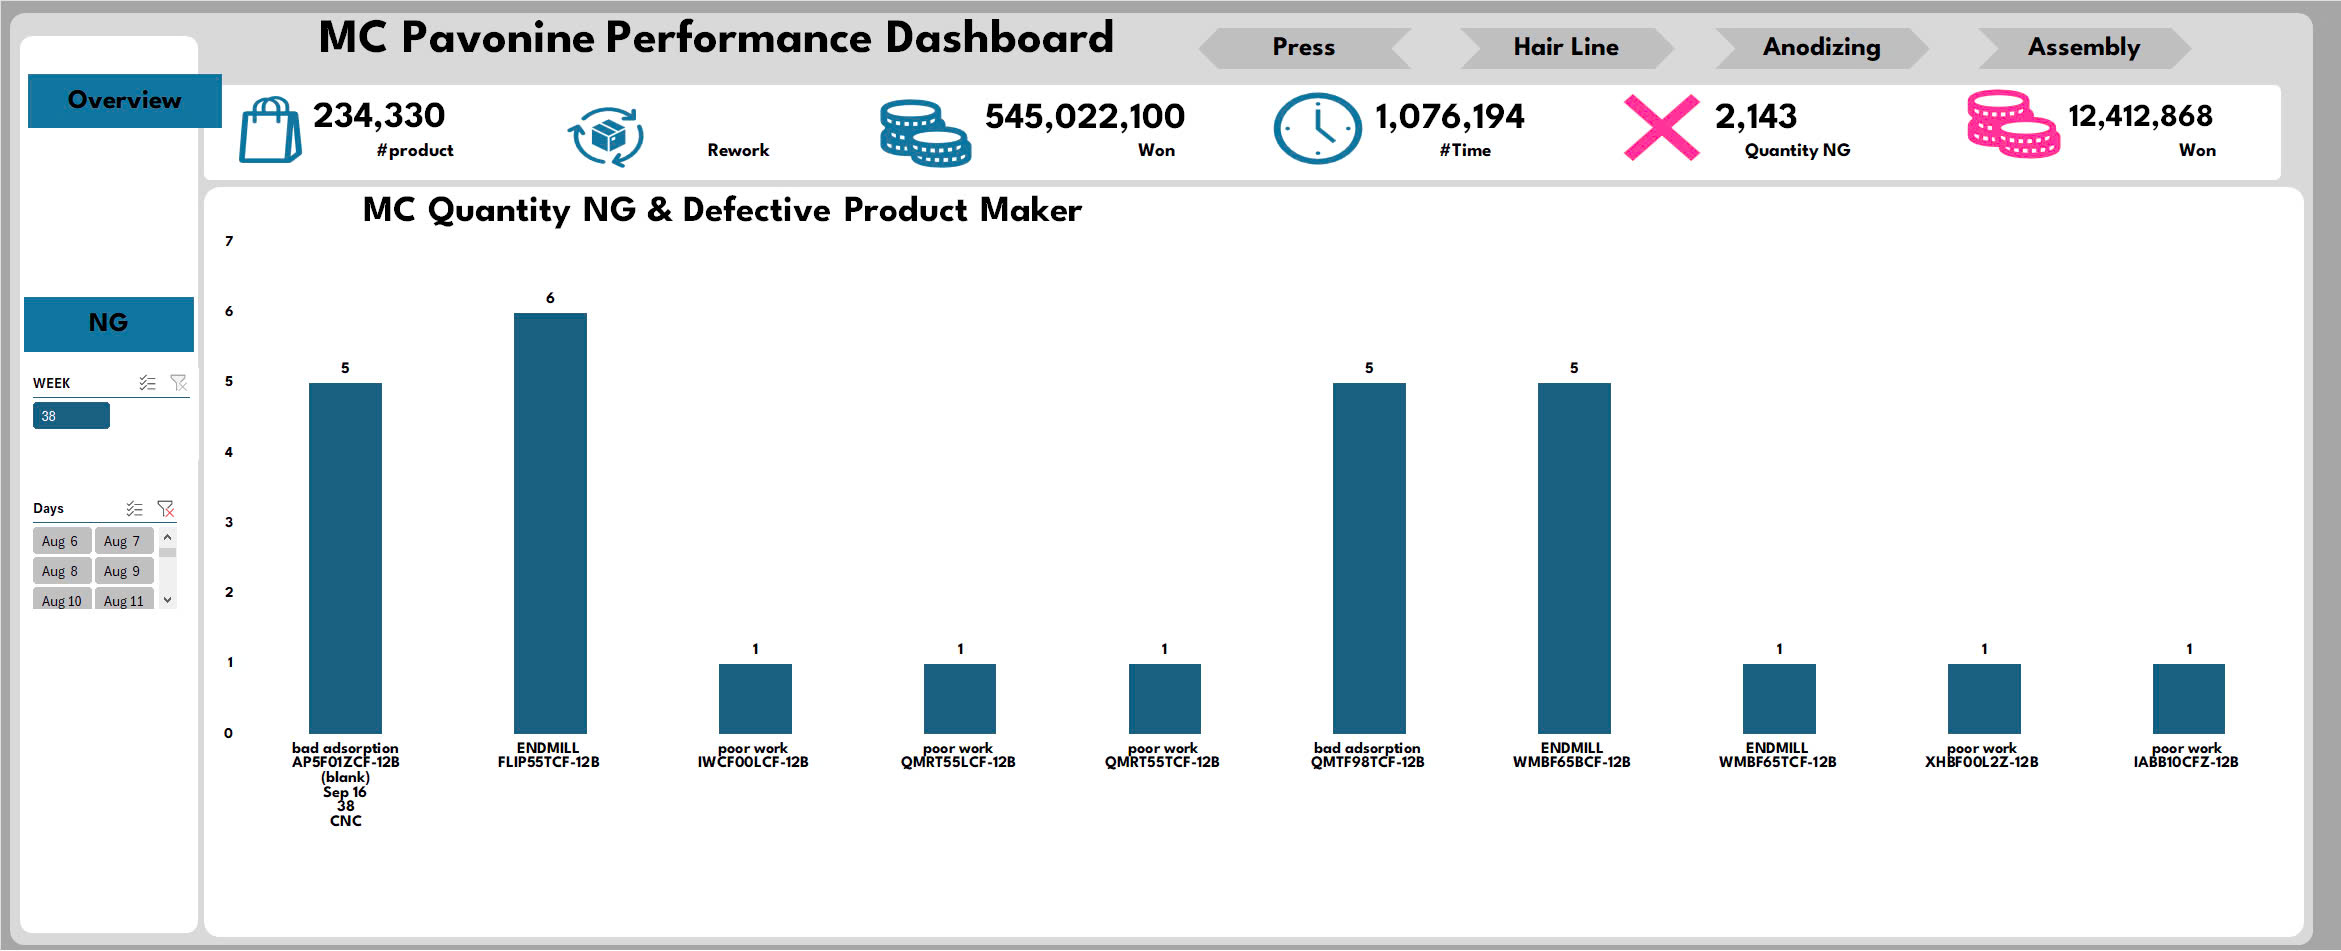 MC Pavonine Performance Dashboard
Press
Hair Line
Anodizing
Assembly
Overview
234,330
#product
Rework
545,022,100
Won
1,076,194
#Time
2,143
Quantity NG
12,412,868
Won
NG
WEEK
38
Days
Aug 6
Aug 7
Aug 8
Aug 9
Aug 10
Aug 11
MC Quantity NG & Defective Product Maker
7
6
5
4
3
2
1
0
5
6
1
1
1
5
5
1
1
1
bad adsorption
AP5F01ZCF-12B
(blank)
Sep 16
38
CNC
ENDMILL
FLIP55TCF-12B
poor work
IWCF00LCF-12B
poor work
QMRT55LCF-12B
poor work
QMRT55TCF-12B
bad adsorption
QMTF98TCF-12B
ENDMILL
WMBF65BCF-12B
ENDMILL
WMBF65TCF-12B
poor work
XHBF00L2Z-12B
poor work
IABB10CFZ-12B